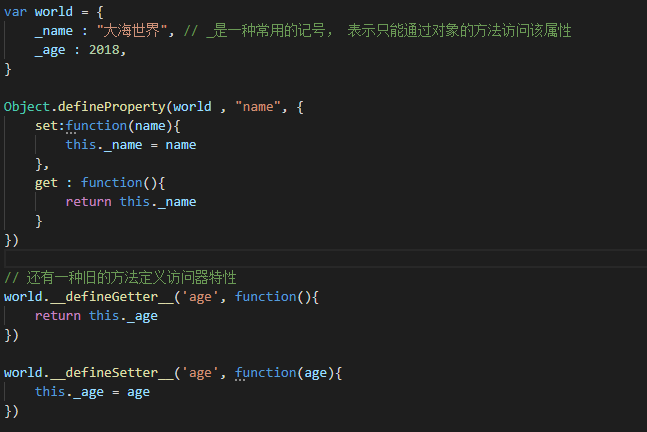 var world = {
    _name : "大海世界", // _是一种常用的记号， 表示只能通过对象的方法访问该属性
    _age : 2018,
}

Object.defineProperty(world , "name", {
    set:function(name){
        this._name = name
    },
    get : function(){
        return this._name
    }
})

// 还有一种旧的方法定义访问器特性
world.__defineGetter__('age', function(){
    return this._age
})

world.__defineSetter__('age', function(age){
    this._age = age
})